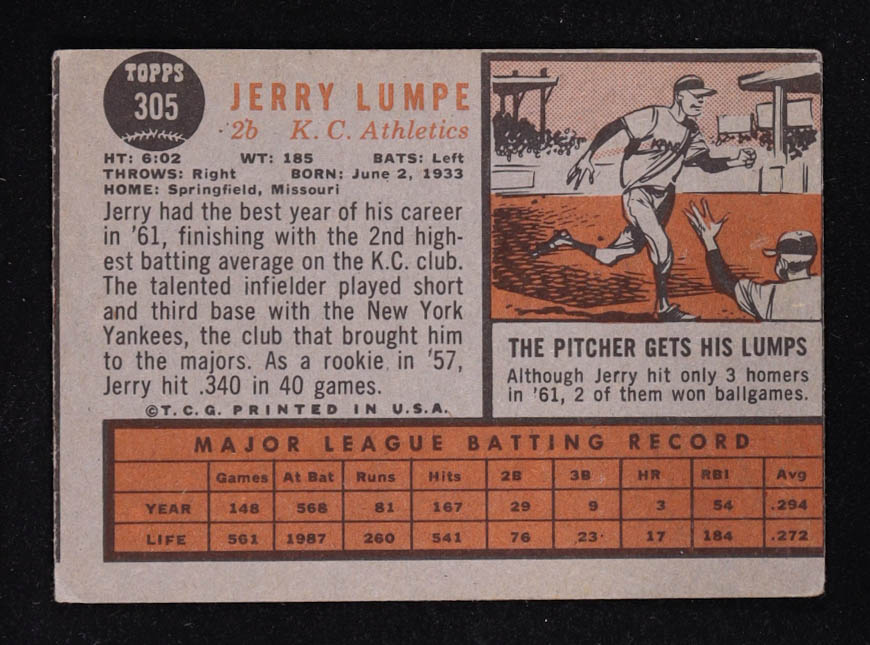 TOPPS
305
JERRY LUMPE
2b K. C. Athletics
HT: 6:02 WT: 185 BATS: Left
THROWS: Right BORN: June 2, 1933
HOME: Springfield, Missouri
Jerry had the best year of his career
in '61, finishing with the 2nd high-
est batting average on the K.C. club.
The talented infielder played short
and third base with the New York
Yankees, the club that brought him
to the majors. As a rookie in '57,
Jerry hit .340 in 40 games.
©T.C.G. PRINTED IN U.S.A.
THE PITCHER GETS HIS LUMPS
Although Jerry hit only 3 homers
in '61, 2 of them won ballgames.
MAJOR LEAGUE BATTING RECORD
Games At Bat Runs Hits 2B 3B HR RBI Avg
YEAR 148 568 81 167 29 9 3 54 .294
LIFE 561 1987 260 541 76 23 17 184 .272